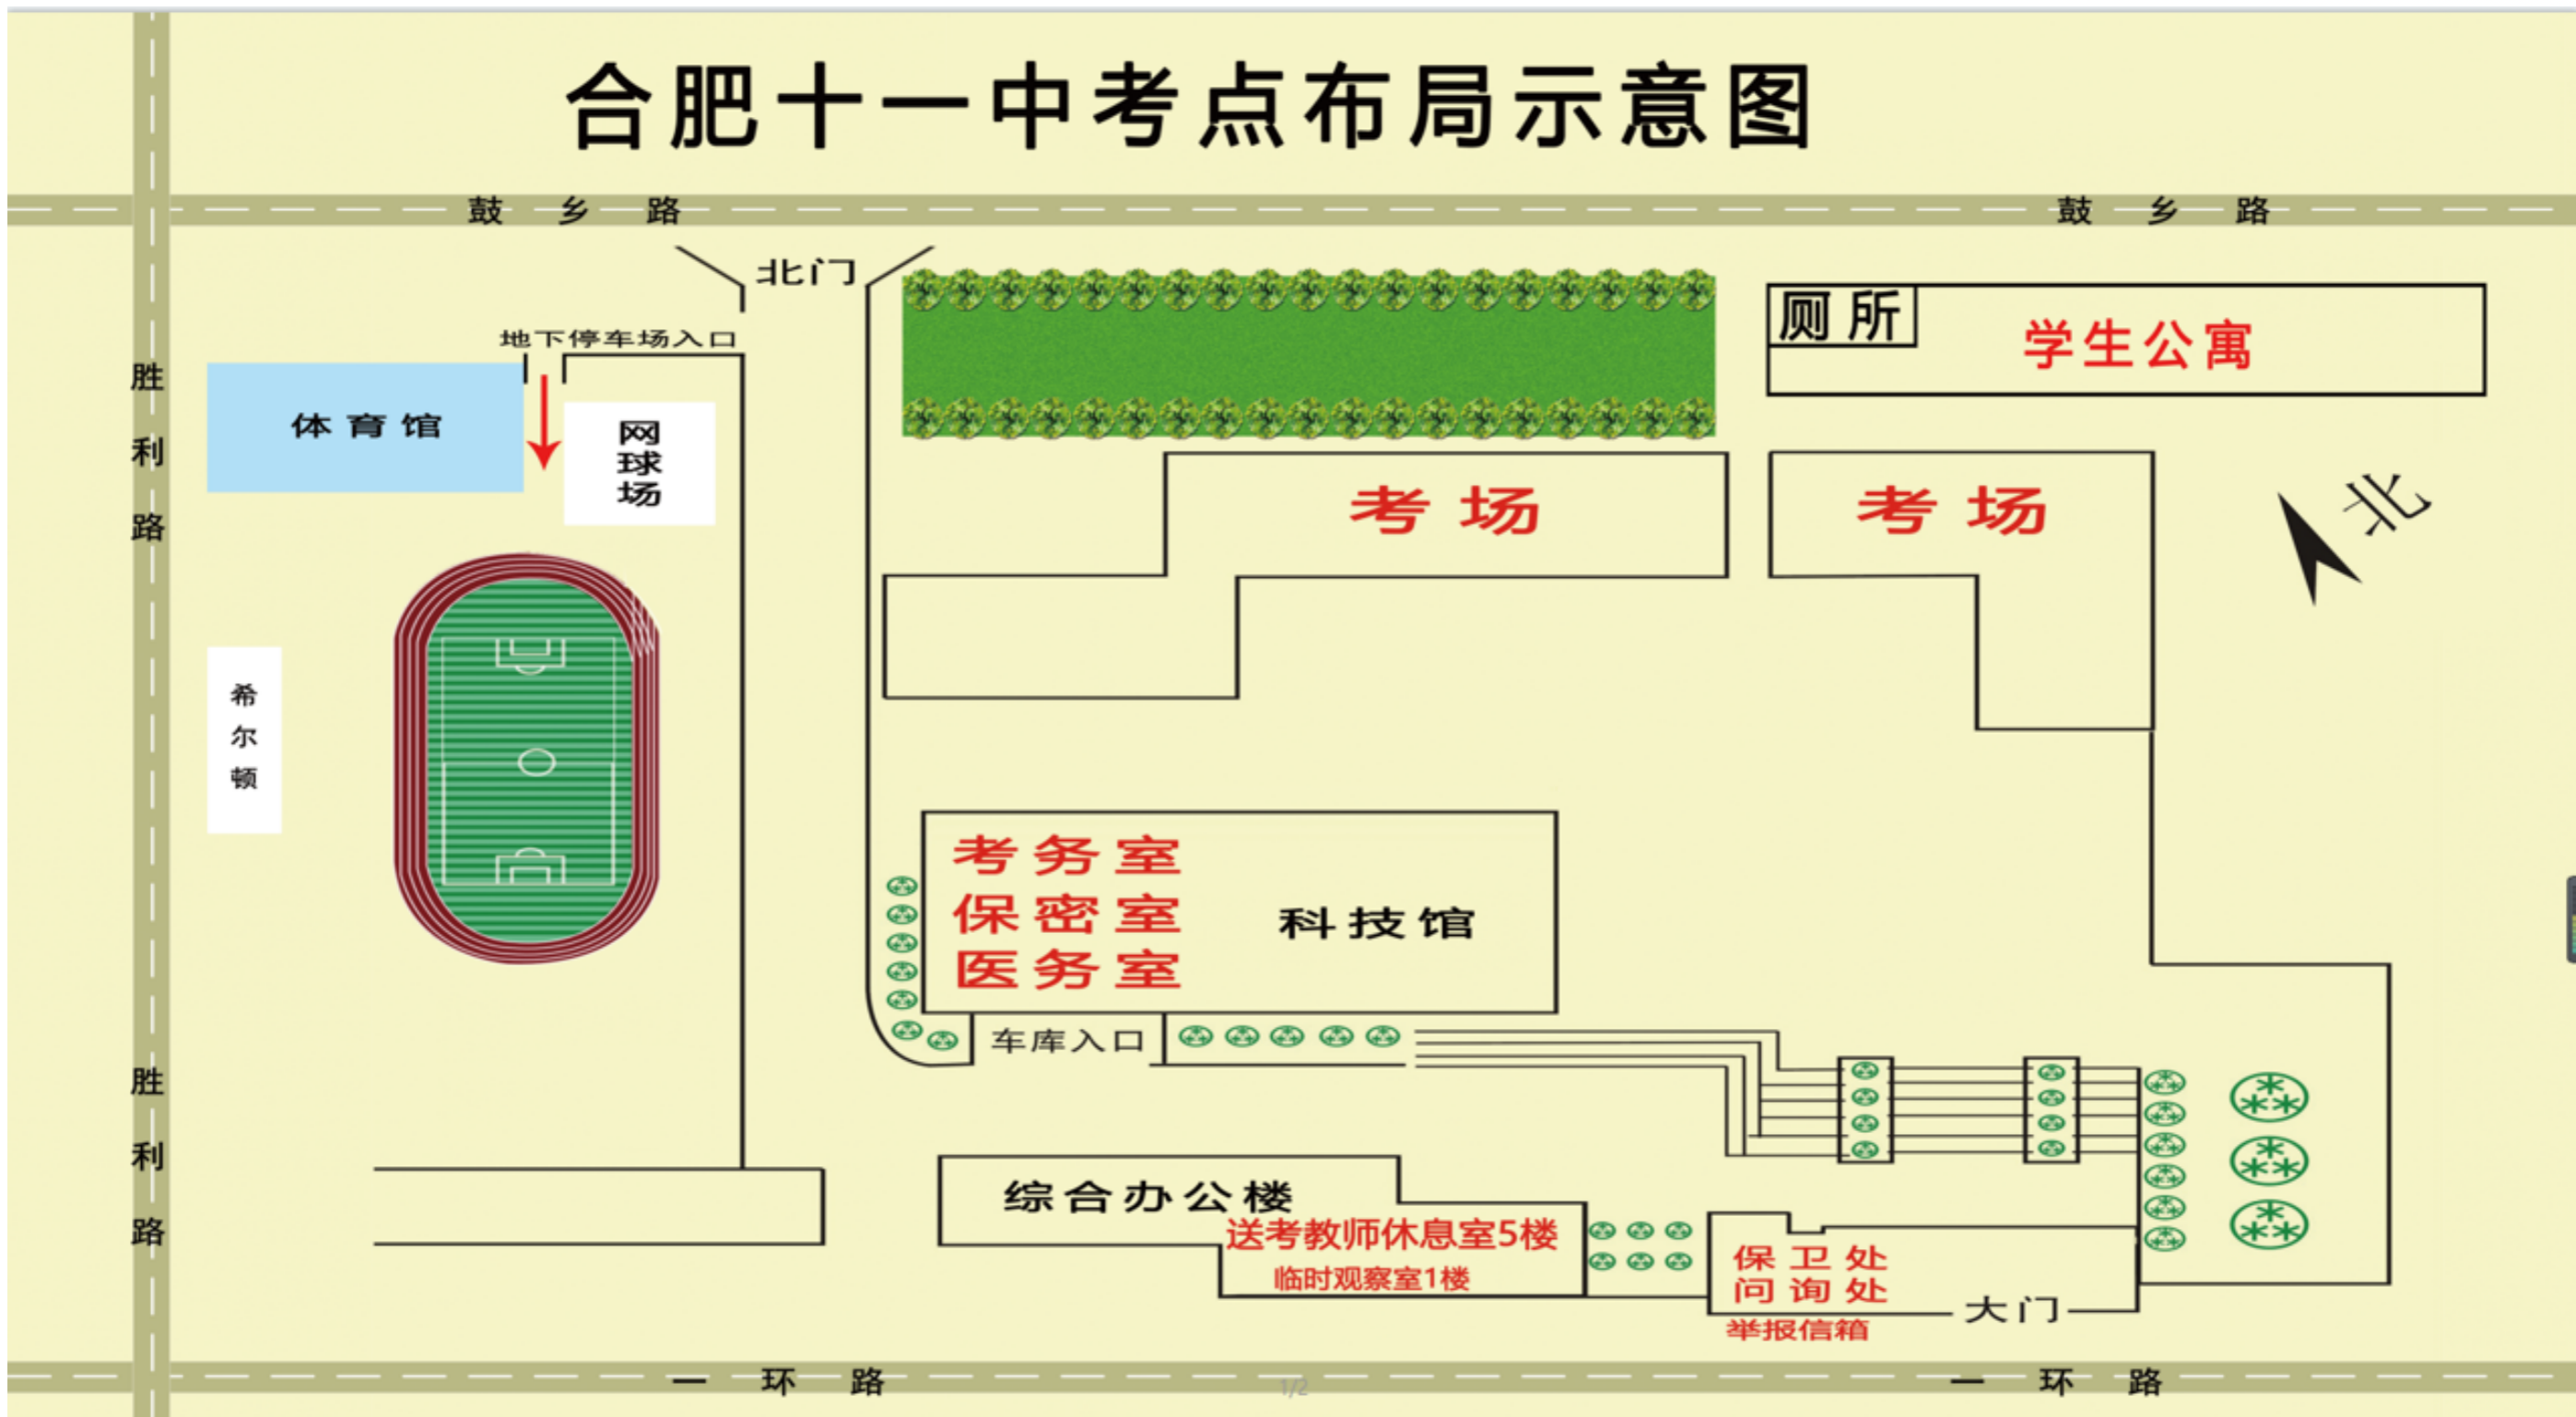 合肥十一中考点布局示意图
鼓乡路
鼓乡路
北门
地下停车场入口
厕所
学生公寓
胜利路
体育馆
网球场
考场
考场
北
希尔顿
考务室
保密室
医务室
科技馆
车库入口
胜利路
综合办公楼
送考教师休息室5楼
临时观察室1楼
保卫处
问询处
大门
举报信箱
一环路
1/2
一环路